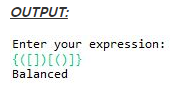 OUTPUT:
Enter your expression:
{([])[()]}
Balanced